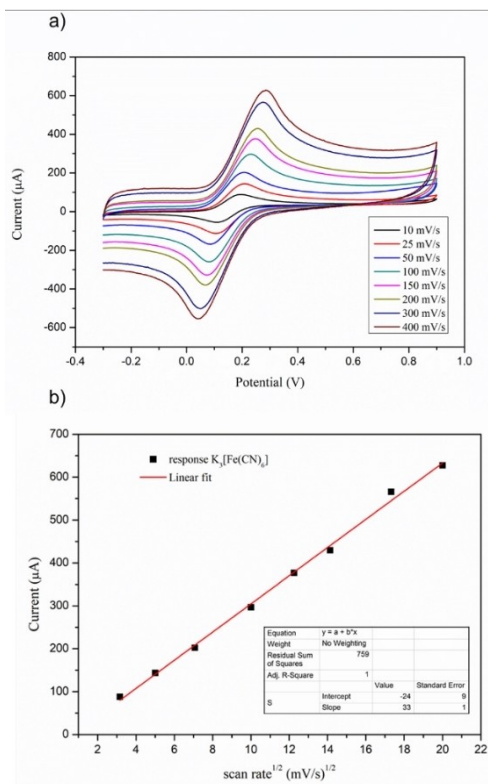 a)
800
600
400
200
0
-200
-400
-600
Current (µA)
10 mV/s
25 mV/s
50 mV/s
100 mV/s
150 mV/s
200 mV/s
300 mV/s
400 mV/s
-0.4 -0.2 0.0 0.2 0.4 0.6 0.8 1.0
Potential (V)
b)
700
600
500
400
300
200
100
0
Current (µA)
response K₃[Fe(CN)₆]
Linear fit
Equation y = a + b*x
Weight No Weighting
Residual Sum of Squares 759
Adj. R-Square 1
Value Standard Error
S Intercept -24 9
Slope 33 1
2 4 6 8 10 12 14 16 18 20 22
scan rate^1/2 (mV/s)^1/2